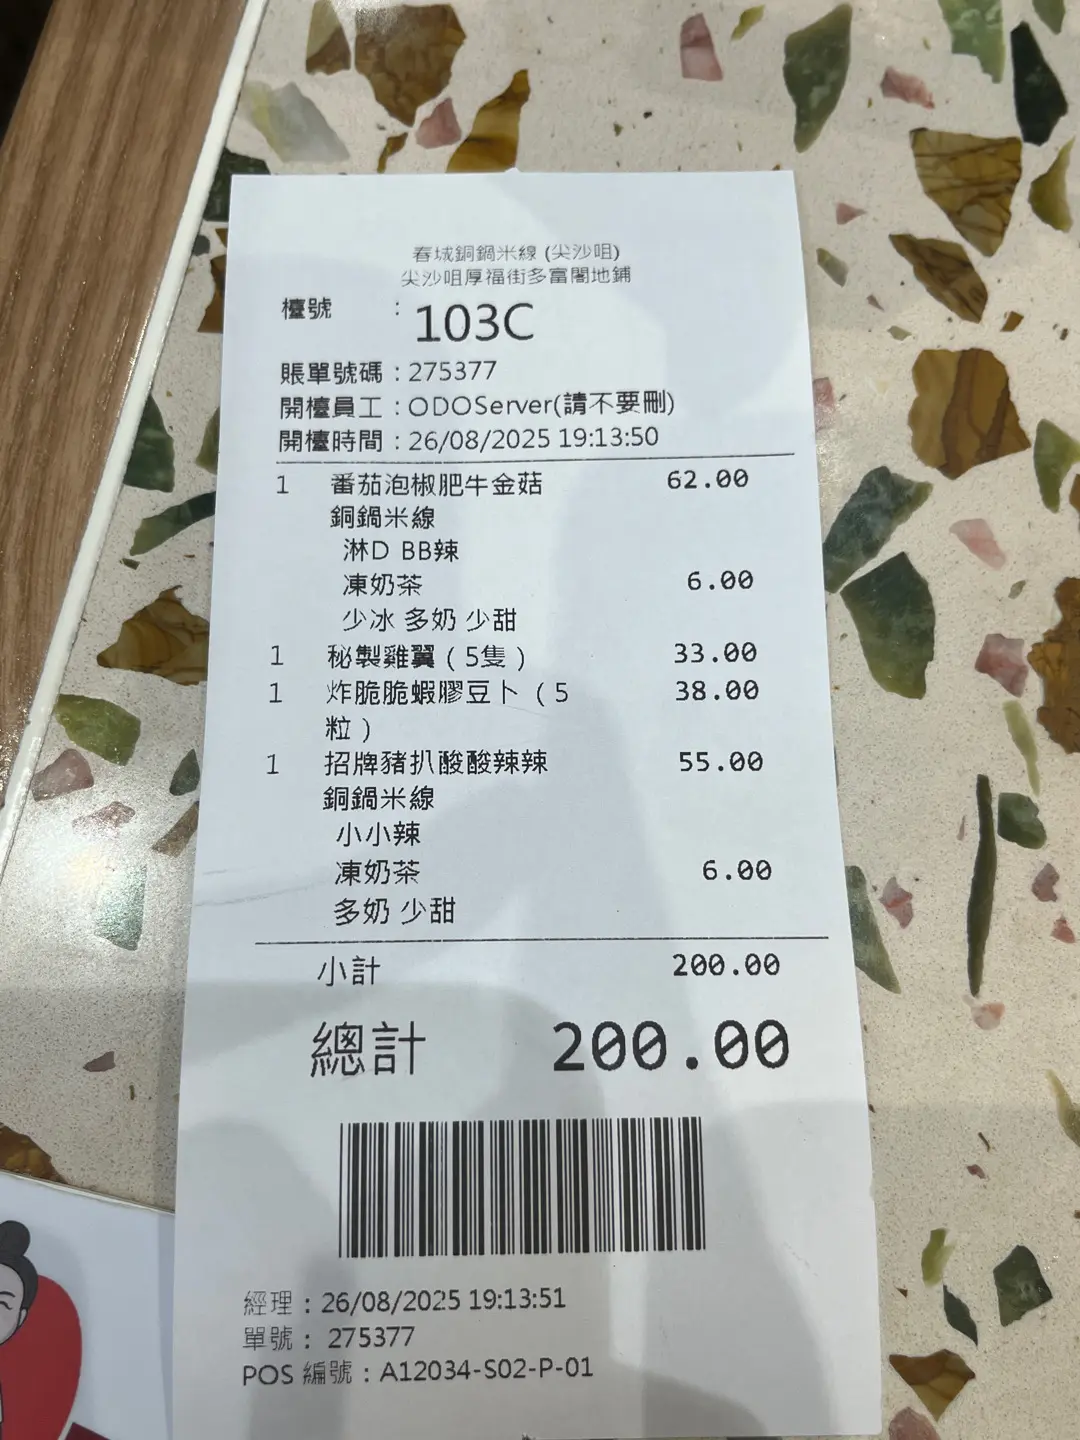 春城銅鍋米線 (尖沙咀)
尖沙咀厚福街多富閣地鋪
檯號 : 103C
賬單號碼 : 275377
開檯員工 : ODOServer(請不要刪)
開檯時間 : 26/08/2025 19:13:50
1 番茄泡椒肥牛金菇 62.00
銅鍋米線
淋D BB辣
凍奶茶 6.00
少冰 多奶 少甜
1 秘製雞翼 ( 5隻 ) 33.00
1 炸脆脆蝦膠豆卜 ( 5 38.00
粒 )
1 招牌豬扒酸酸辣辣 55.00
銅鍋米線
小小辣
凍奶茶 6.00
多奶 少甜
小計 200.00
總計 200.00
經理 : 26/08/2025 19:13:51
單號 : 275377
POS 編號 : A12034-S02-P-01